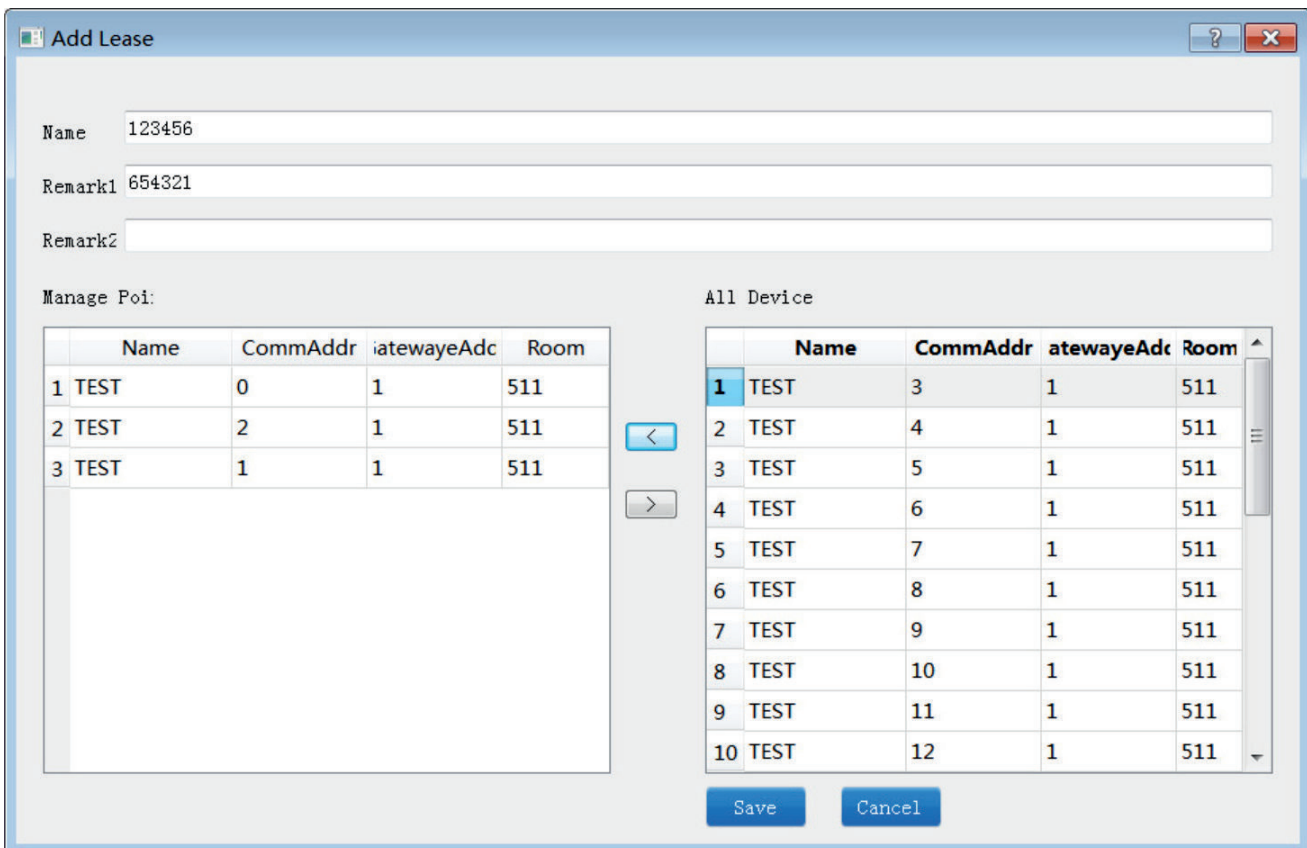 Add Lease
?
Name 123456
Remark1 654321
Remark2
Manage Poi:
Name CommAddr iatewayeAdd Room
1 TEST 0 1 511
2 TEST 2 1 511
3 TEST 1 1 511
<
>
All Device
Name CommAddr atewayeAdd Room
1 TEST 3 1 511
2 TEST 4 1 511
3 TEST 5 1 511
4 TEST 6 1 511
5 TEST 7 1 511
6 TEST 8 1 511
7 TEST 9 1 511
8 TEST 10 1 511
9 TEST 11 1 511
10 TEST 12 1 511
Save Cancel